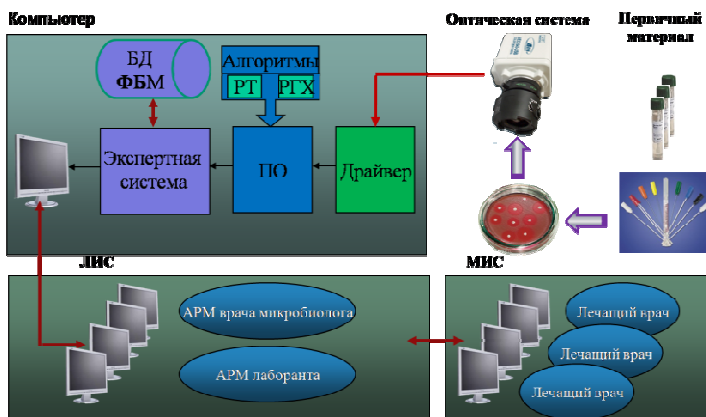 Компьютер
Оптическая система
Первичный
материал
БД
ФБМ
Алгоритмы
РТ
РГХ
Экспертная
система
ПО
Драйвер
ЛИС
МИС
АРМ врача микробиолога
АРМ лаборанта
Лечащий врач
Лечащий врач
Лечащий врач